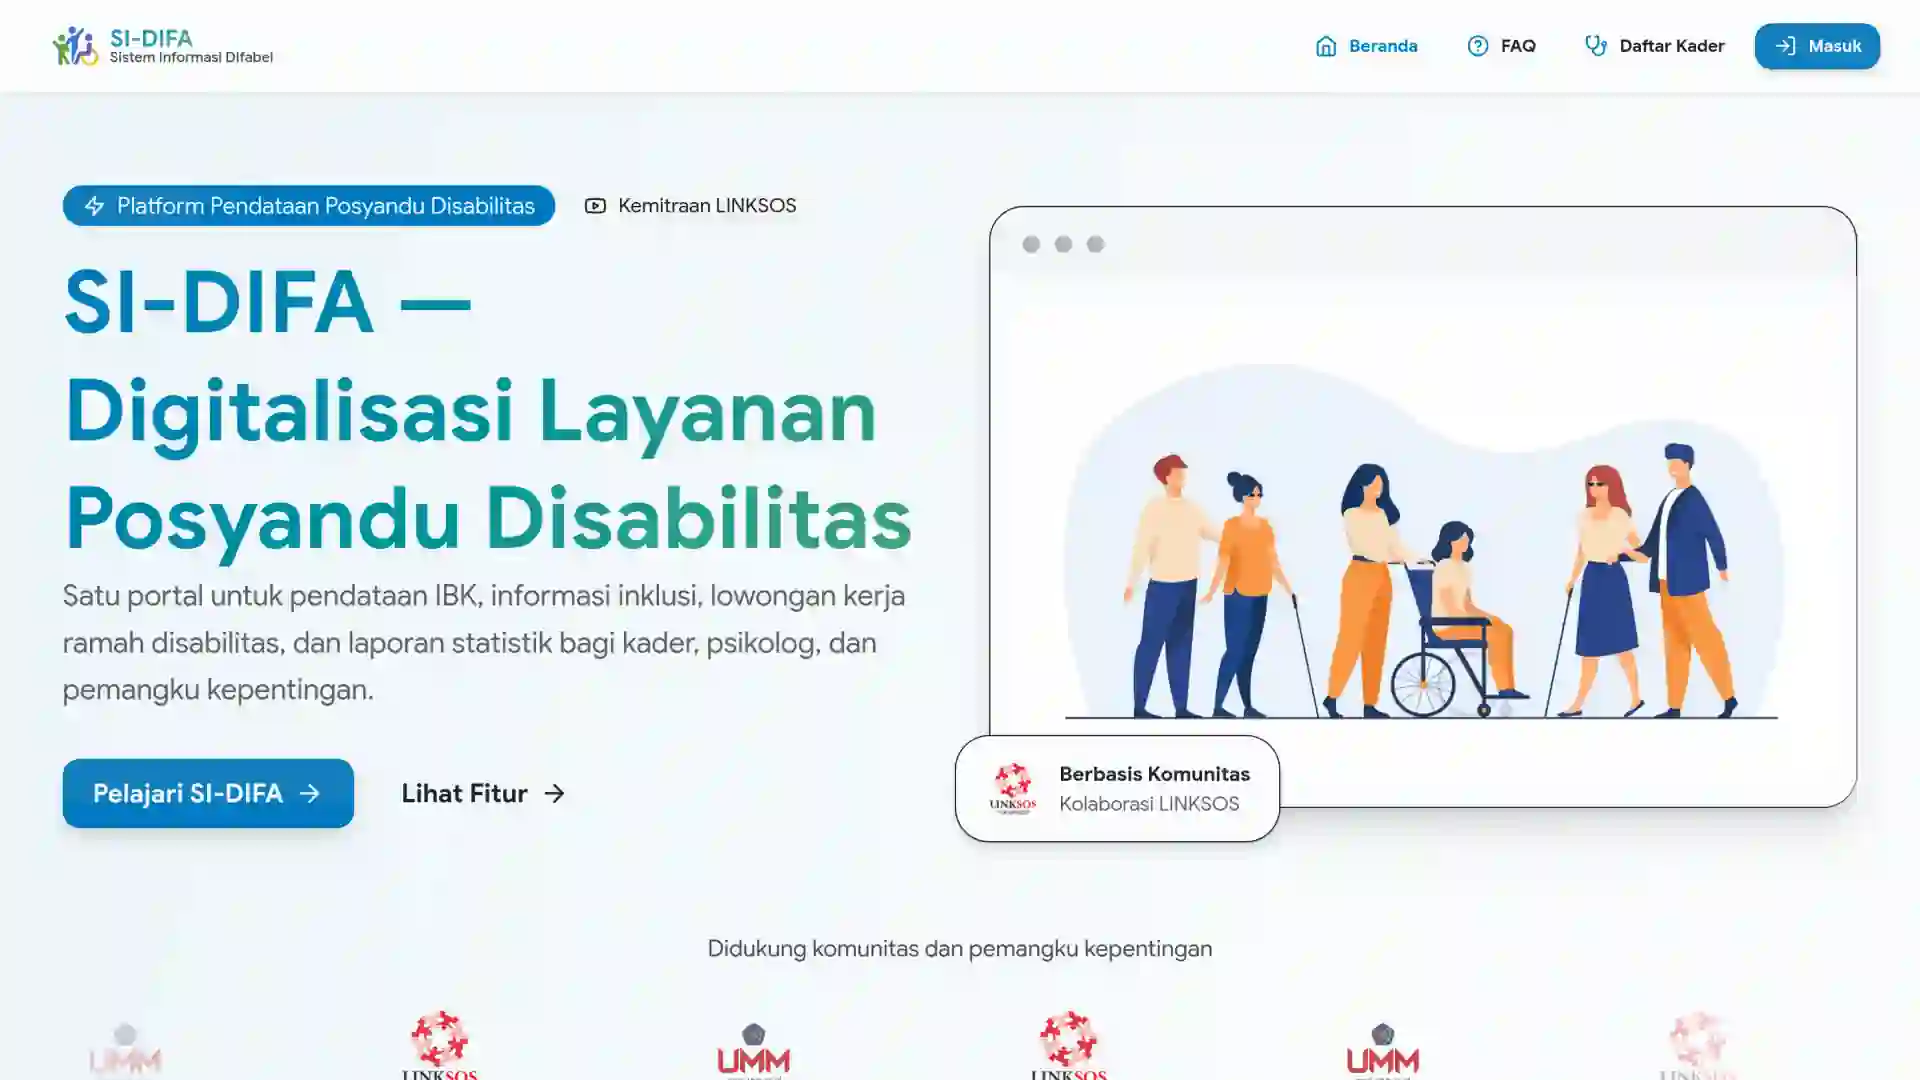 SI-DIFA
Sistem Informasi Difabel
Beranda
FAQ
Daftar Kader
Masuk
Platform Pendataan Posyandu Disabilitas
Kemitraan LINKSOS
SI-DIFA —
Digitalisasi Layanan
Posyandu Disabilitas
Satu portal untuk pendataan IBK, informasi inklusi, lowongan kerja
ramah disabilitas, dan laporan statistik bagi kader, psikolog, dan
pemangku kepentingan.
Pelajari SI-DIFA
Lihat Fitur
LINKSOS
Berbasis Komunitas
Kolaborasi LINKSOS
Didukung komunitas dan pemangku kepentingan
UMM
LINKSOS
UMM
LINKSOS
UMM
LINKSOS